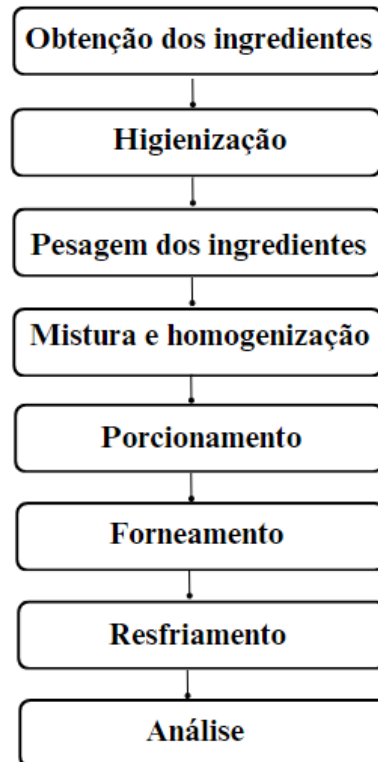 Obtenção dos ingredientes
Higienização
Pesagem dos ingredientes
Mistura e homogenização
Porcionamento
Forneamento
Resfriamento
Análise